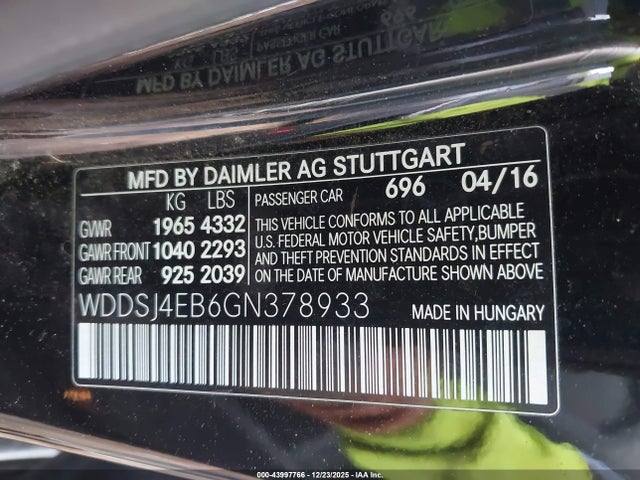 MFD BY DAIMLER AG STUTTGART
KG LBS
GVWR 1965 4332
GAWR FRONT 1040 2293
GAWR REAR 925 2039
PASSENGER CAR 696 04/16
THIS VEHICLE CONFORMS TO ALL APPLICABLE
U.S. FEDERAL MOTOR VEHICLE SAFETY,BUMPER
AND THEFT PREVENTION STANDARDS IN EFFECT
ON THE DATE OF MANUFACTURE SHOWN ABOVE
WDDSJ4EB6GN378933
MADE IN HUNGARY
000-43997766 - 12/23/2025 - IAA Inc.